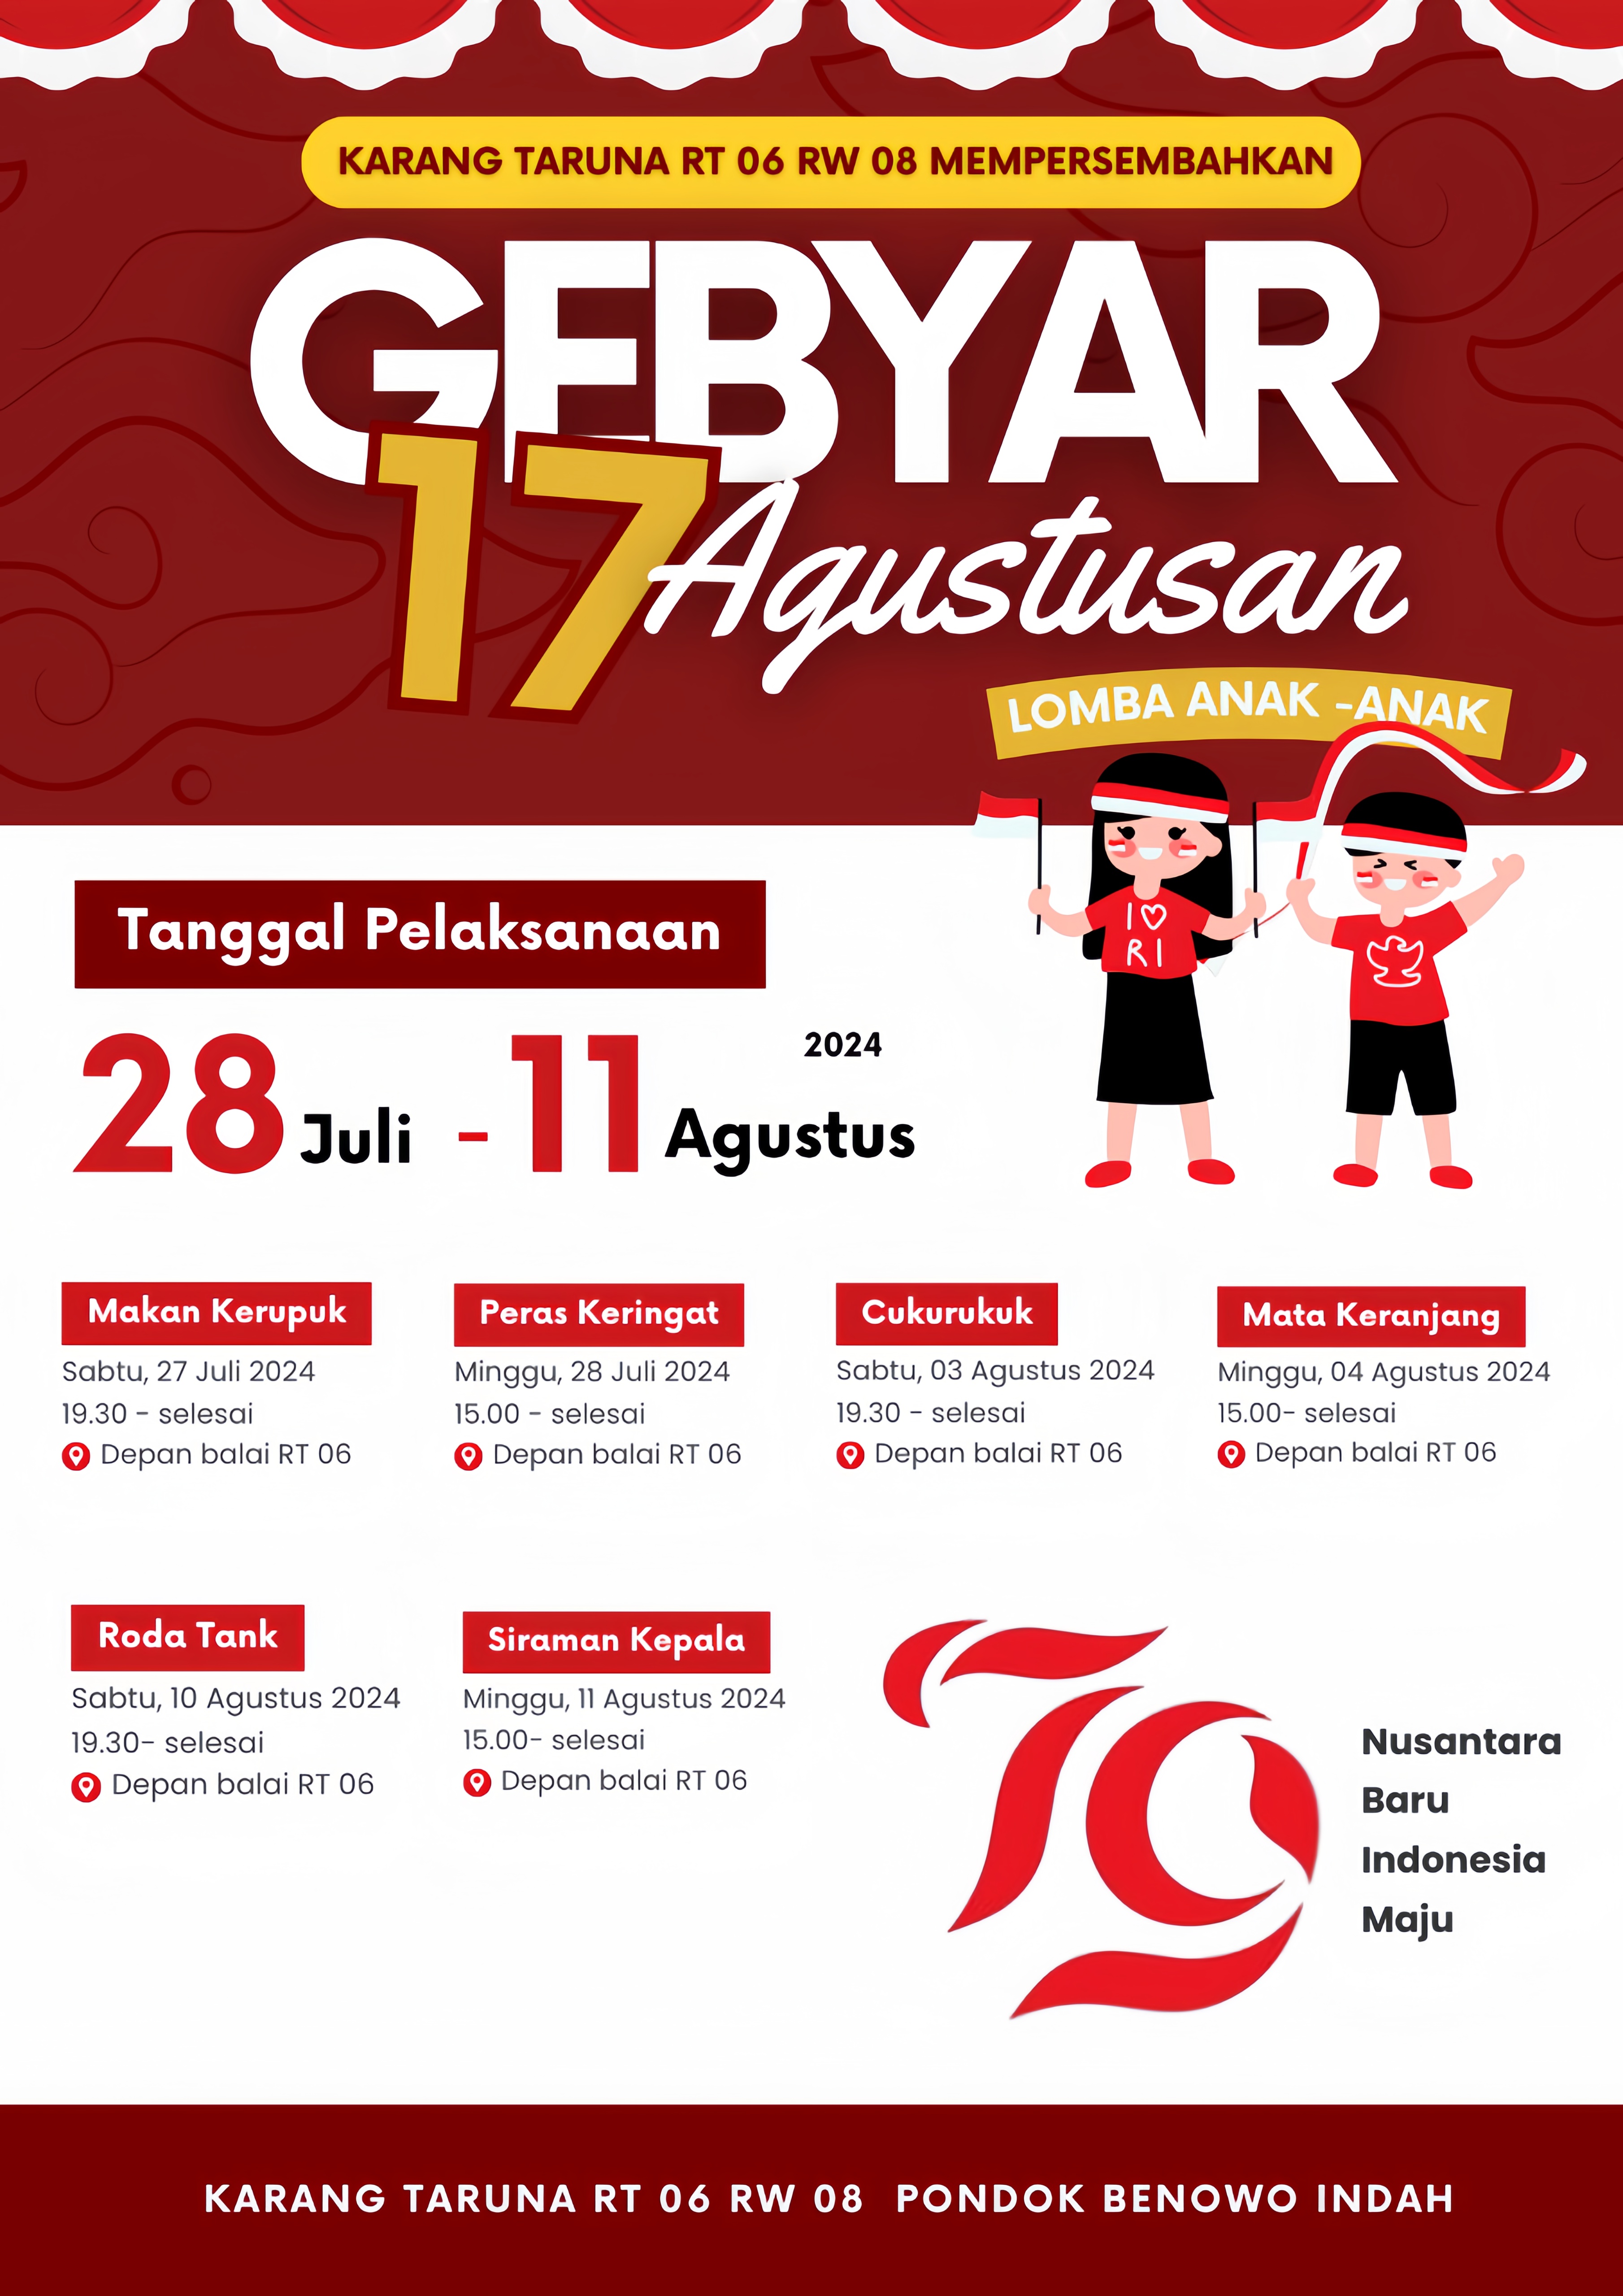 KARANG TARUNA RT 06 RW 08 MEMPERSEMBAHKAN
GEBYAR
17 Agustusan
LOMBA ANAK -ANAK
I ♡
RI
Tanggal Pelaksanaan
2024
28 Juli - 11 Agustus
Makan Kerupuk
Sabtu, 27 Juli 2024
19.30 - selesai
Depan balai RT 06
Peras Keringat
Minggu, 28 Juli 2024
15.00 - selesai
Depan balai RT 06
Cukurukuk
Sabtu, 03 Agustus 2024
19.30 - selesai
Depan balai RT 06
Mata Keranjang
Minggu, 04 Agustus 2024
15.00- selesai
Depan balai RT 06
Roda Tank
Sabtu, 10 Agustus 2024
19.30- selesai
Depan balai RT 06
Siraman Kepala
Minggu, 11 Agustus 2024
15.00- selesai
Depan balai RT 06
79
Nusantara
Baru
Indonesia
Maju
KARANG TARUNA RT 06 RW 08 PONDOK BENOWO INDAH